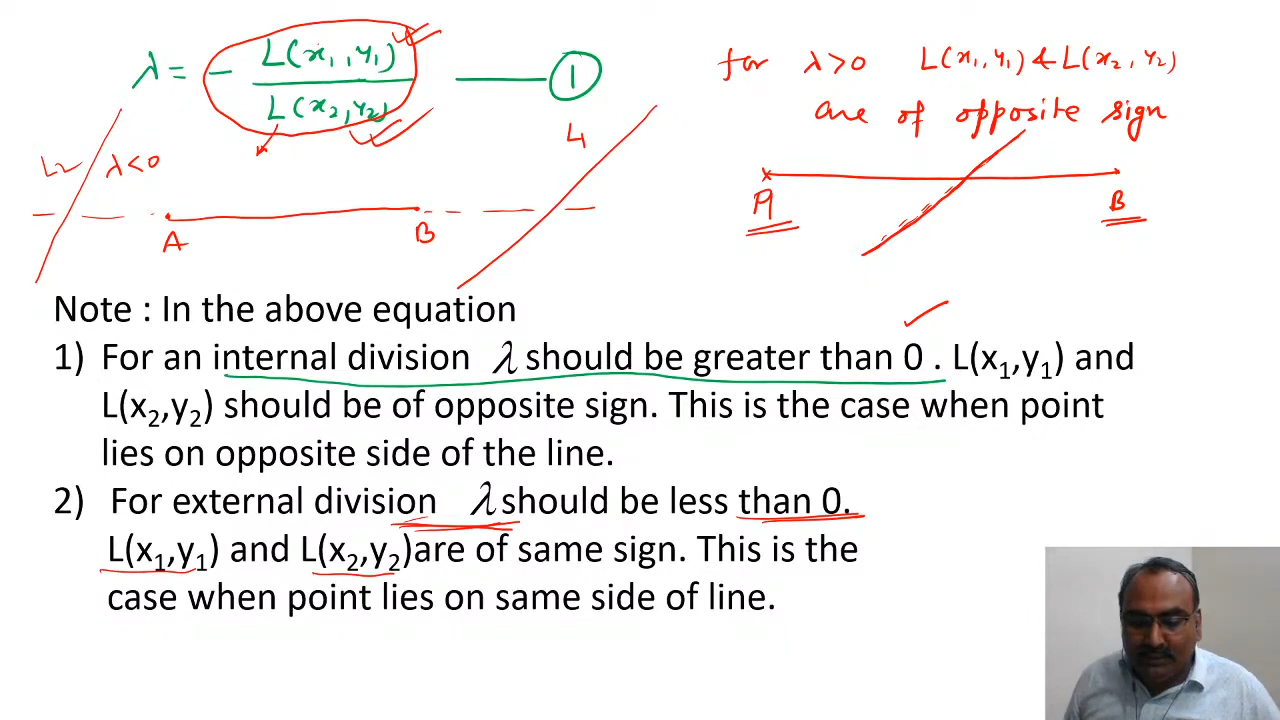 λ = - L(x₁,y₁) / L(x₂,y₂) —— ①
for λ>0 L(x₁,y₁) & L(x₂,y₂)
are of opposite sign
L2 λ<0
A B
A B
Note : In the above equation
1) For an internal division λ should be greater than 0 . L(x₁,y₁) and
L(x₂,y₂) should be of opposite sign. This is the case when point
lies on opposite side of the line.
2) For external division λ should be less than 0.
L(x₁,y₁) and L(x₂,y₂)are of same sign. This is the
case when point lies on same side of line.